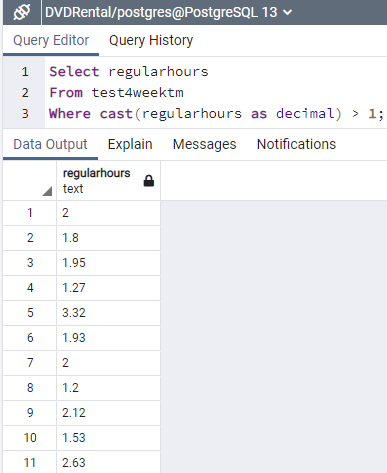 DVDRental/postgres@PostgreSQL 13
Query Editor Query History
1 Select regularhours
2 From test4weektm
3 Where cast(regularhours as decimal) > 1;
Data Output Explain Messages Notifications
regularhours
text
1 2
2 1.8
3 1.95
4 1.27
5 3.32
6 1.93
7 2
8 1.2
9 2.12
10 1.53
11 2.63